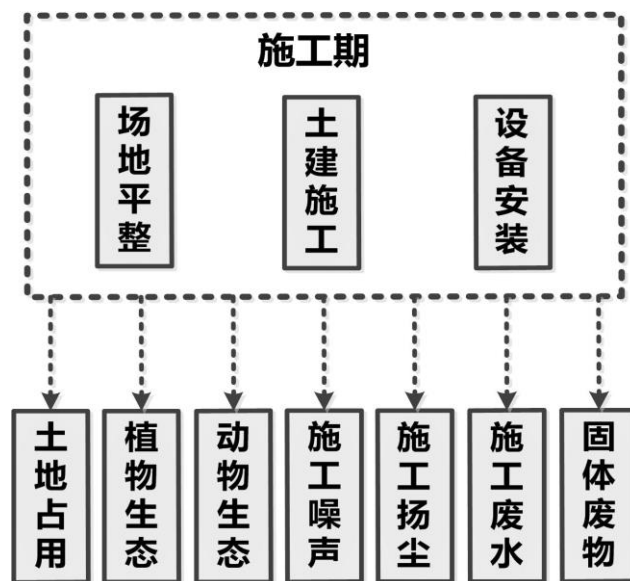 施工期
场地平整
土建施工
设备安装
土地占用
植物生态
动物生态
施工噪声
施工扬尘
施工废水
固体废物